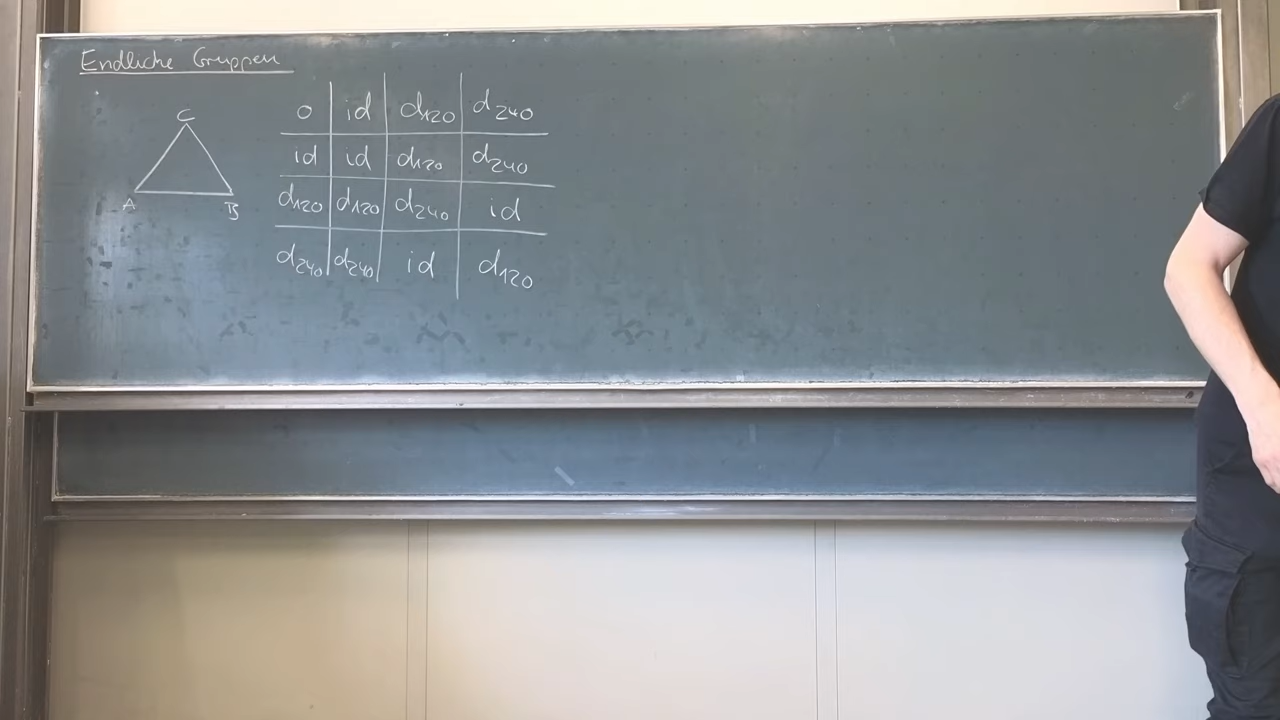 Endliche Gruppen
C
A B
∘ id d₁₂₀ d₂₄₀
id id d₁₂₀ d₂₄₀
d₁₂₀ d₁₂₀ d₂₄₀ id
d₂₄₀ d₂₄₀ id d₁₂₀